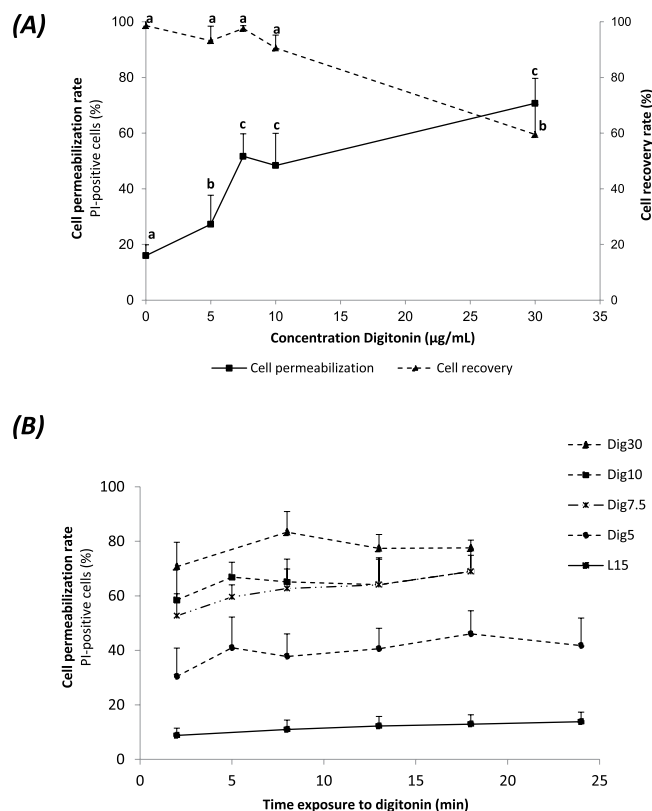 (A)
Cell permeabilization rate
PI-positive cells (%)
100
80
60
40
20
0
a
a
a
a
c
c
c
b
b
a
100
80
60
40
20
0
Cell recovery rate (%)
0
5
10
15
20
25
30
35
Concentration Digitonin (µg/mL)
Cell permeabilization
Cell recovery
(B)
Dig30
Dig10
Dig7.5
Dig5
L15
Cell permeabilization rate
PI-positive cells (%)
100
80
60
40
20
0
0
5
10
15
20
25
Time exposure to digitonin (min)